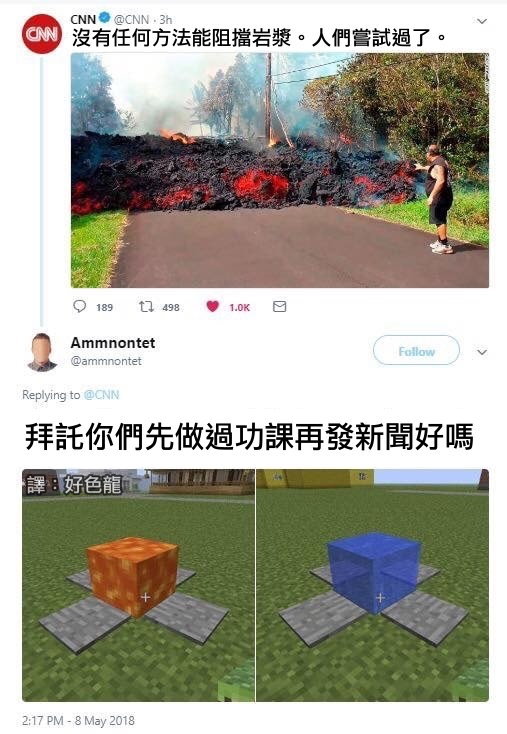 CNN
CNN @CNN · 3h
沒有任何方法能阻擋岩漿。人們嘗試過了。
189 498 1.0K
Ammnontet
@ammnontet
Follow
Replying to @CNN
拜託你們先做過功課再發新聞好嗎
譯：好色龍
2:17 PM - 8 May 2018